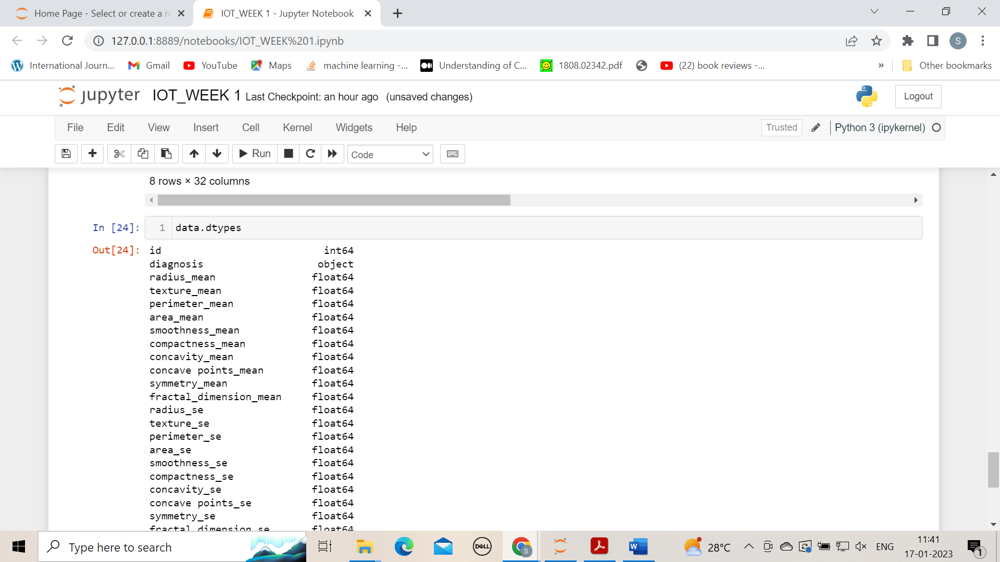 Home Page - Select or create a n
IOT_WEEK 1 - Jupyter Notebook
127.0.0.1:8889/notebooks/IOT_WEEK%201.ipynb
S
International Journ...
Gmail
YouTube
Maps
machine learning -...
Understanding of C...
1808.02342.pdf
(22) book reviews -...
»
Other bookmarks
jupyter IOT_WEEK 1 Last Checkpoint: an hour ago (unsaved changes)
Logout
File Edit View Insert Cell Kernel Widgets Help
Trusted
Python 3 (ipykernel)
Run
Code
8 rows × 32 columns
In [24]: 1 data.dtypes
Out[24]: id int64
diagnosis object
radius_mean float64
texture_mean float64
perimeter_mean float64
area_mean float64
smoothness_mean float64
compactness_mean float64
concavity_mean float64
concave points_mean float64
symmetry_mean float64
fractal_dimension_mean float64
radius_se float64
texture_se float64
perimeter_se float64
area_se float64
smoothness_se float64
compactness_se float64
concavity_se float64
concave points_se float64
symmetry_se float64
fractal_dimension_se float64
Type here to search
DELL
S
W
28°C
ENG
11:41
17-01-2023
1